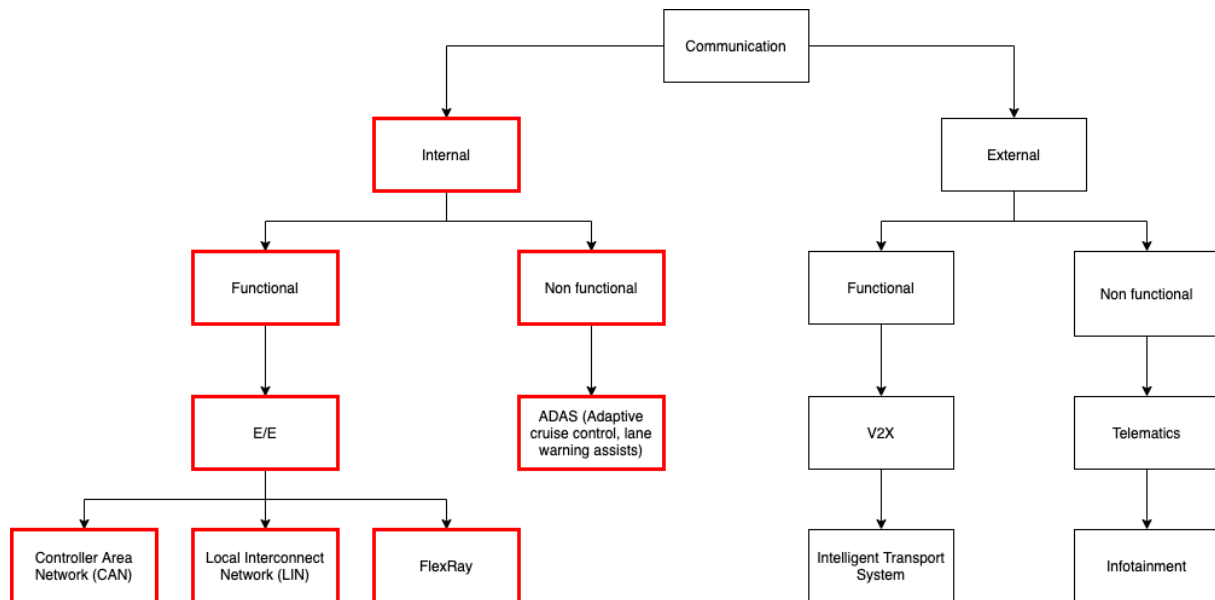 Communication
Internal
External
Functional
Non functional
Functional
Non functional
E/E
ADAS (Adaptive
cruise control, lane
warning assists)
V2X
Telematics
Controller Area
Network (CAN)
Local Interconnect
Network (LIN)
FlexRay
Intelligent Transport
System
Infotainment